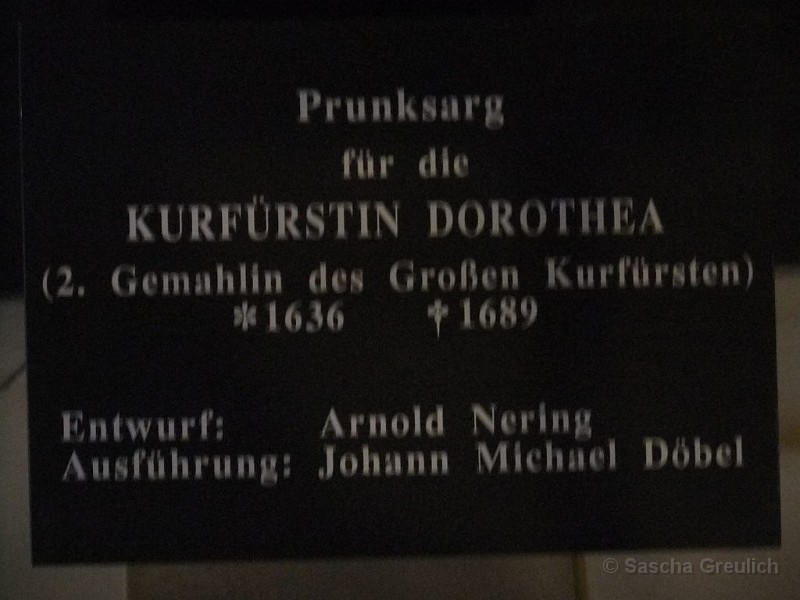 Prunksarg
für die
KURFÜRSTIN DOROTHEA
(2. Gemahlin des Großen Kurfürsten)
*1636 †1689
Entwurf: Arnold Nering
Ausführung: Johann Michael Döbel
© Sascha Greulich